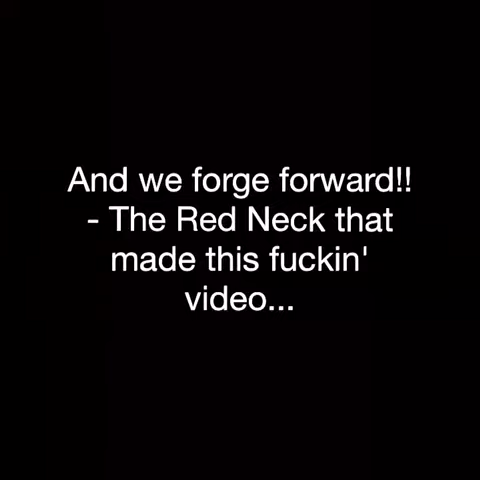 And we forge forward!!
- The Red Neck that
made this fuckin'
video...